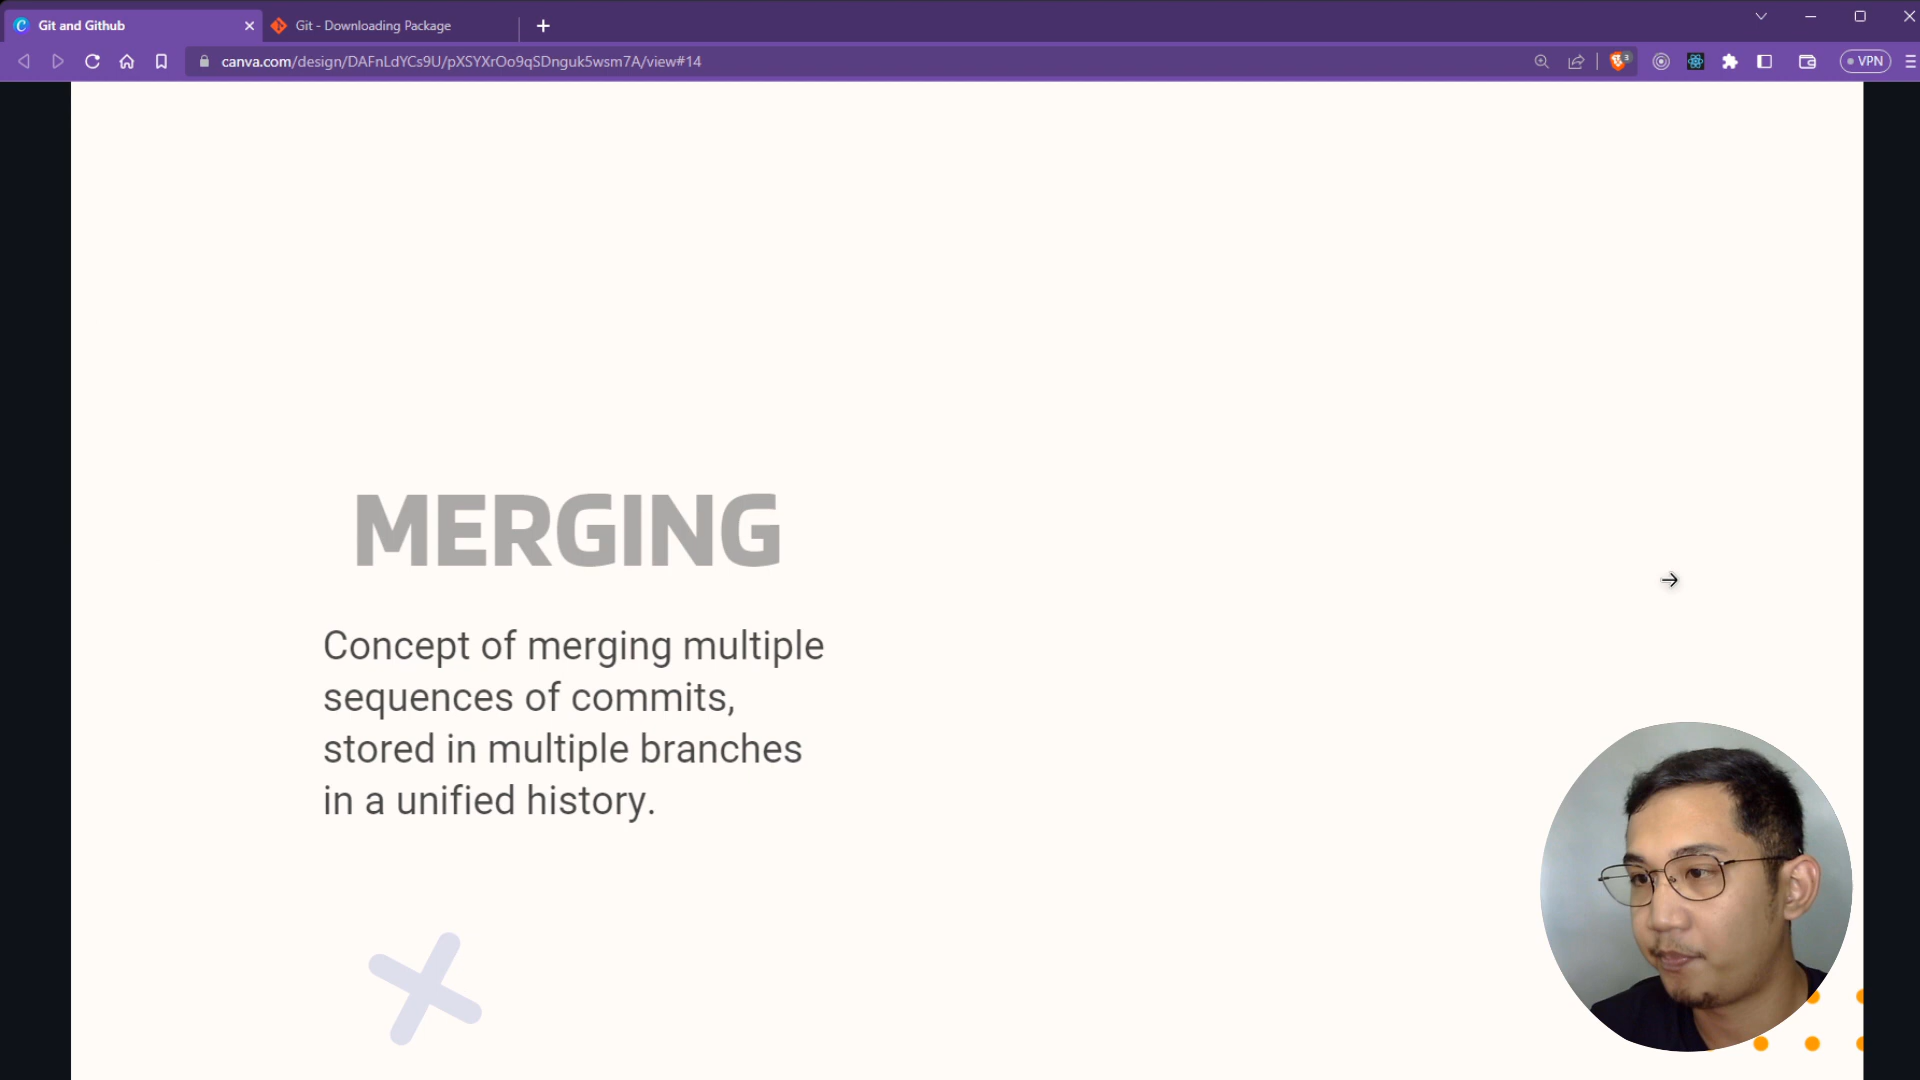 Git and Github
Git - Downloading Package
canva.com/design/DAFnLdYCs9U/pXSYXrOo9qSDnguk5wsm7A/view#14
3
VPN
MERGING
Concept of merging multiple
sequences of commits,
stored in multiple branches
in a unified history.